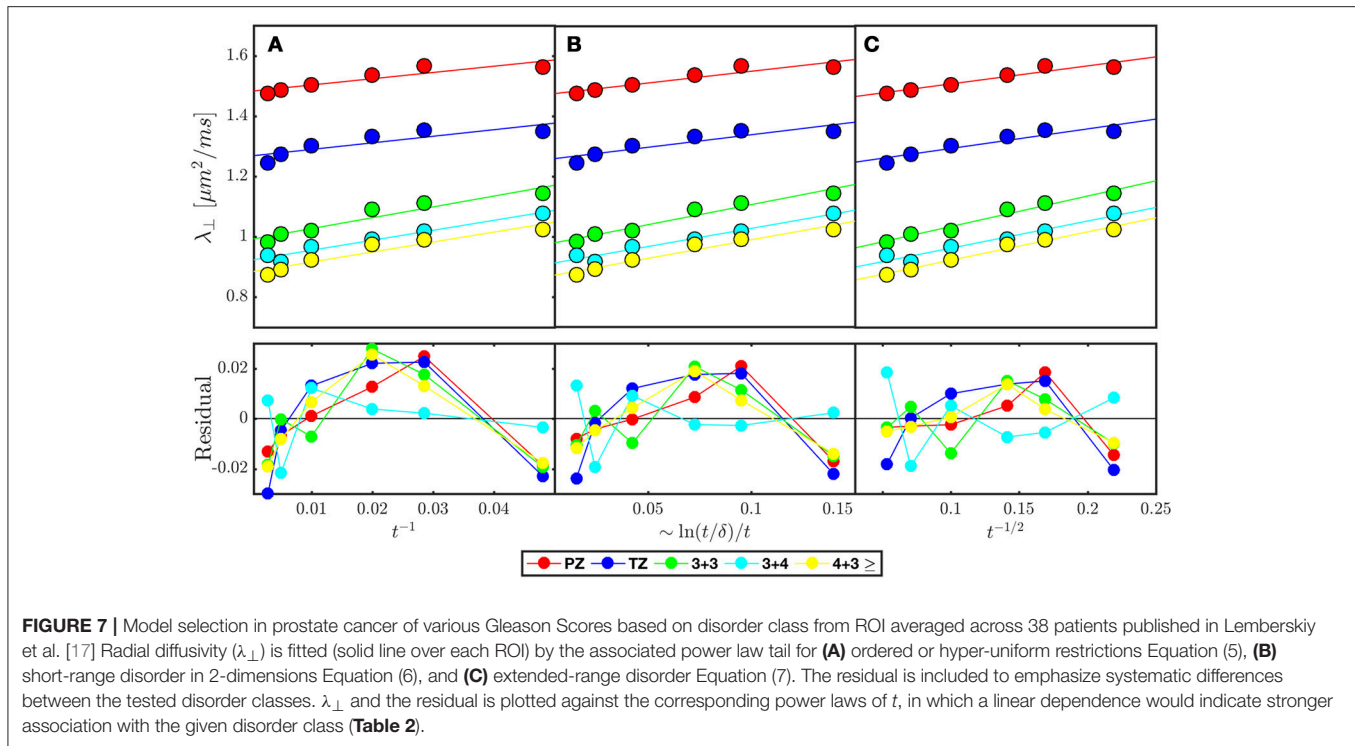 A B C
1.6
1.4
1.2
1
0.8
λ⊥ [μm²/ms]
0.02
0
-0.02
Residual
0.01 0.02 0.03 0.04 0.05 0.1 0.15 0.1 0.15 0.2 0.25
t⁻¹ ∼ ln(t/δ)/t t⁻¹/²
PZ TZ 3+3 3+4 4+3 ≥
FIGURE 7 | Model selection in prostate cancer of various Gleason Scores based on disorder class from ROI averaged across 38 patients published in Lemberskiy
et al. [17] Radial diffusivity (λ⊥) is fitted (solid line over each ROI) by the associated power law tail for (A) ordered or hyper-uniform restrictions Equation (5), (B)
short-range disorder in 2-dimensions Equation (6), and (C) extended-range disorder Equation (7). The residual is included to emphasize systematic differences
between the tested disorder classes. λ⊥ and the residual is plotted against the corresponding power laws of t, in which a linear dependence would indicate stronger
association with the given disorder class (Table 2).